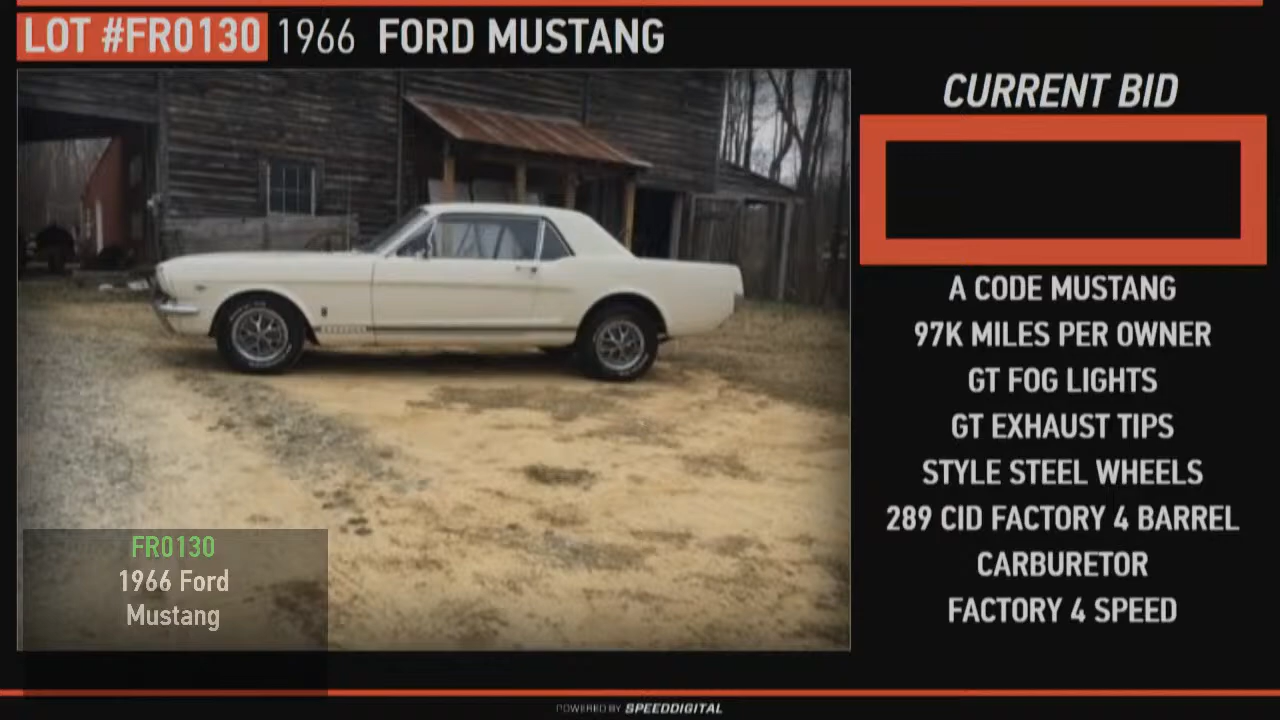 LOT #FR0130 1966 FORD MUSTANG
CURRENT BID
A CODE MUSTANG
97K MILES PER OWNER
GT FOG LIGHTS
GT EXHAUST TIPS
STYLE STEEL WHEELS
289 CID FACTORY 4 BARREL
CARBURETOR
FACTORY 4 SPEED
FR0130
1966 Ford
Mustang
POWERED BY SPEEDDIGITAL